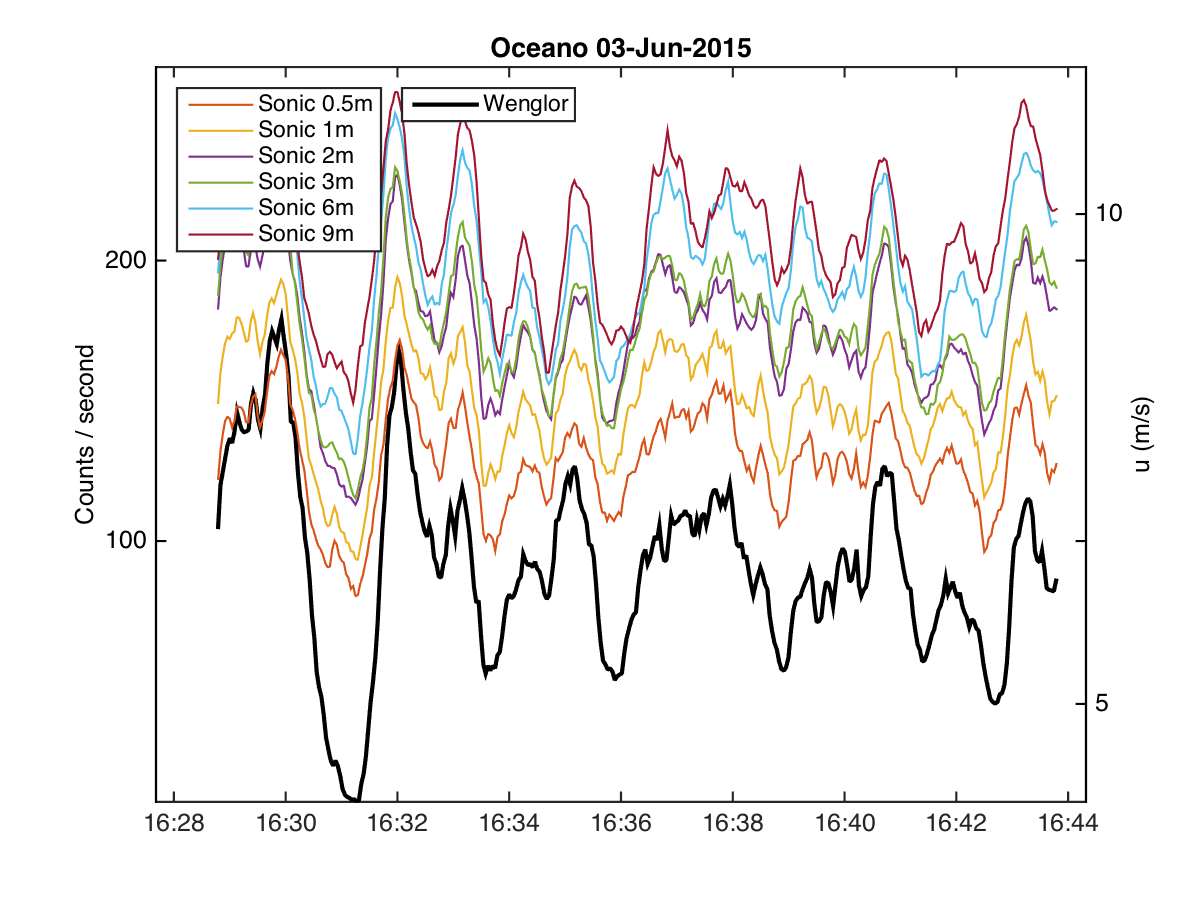 Oceano 03-Jun-2015
Sonic 0.5m
Sonic 1m
Sonic 2m
Sonic 3m
Sonic 6m
Sonic 9m
Wenglor
Counts / second
200
100
u (m/s)
10
5
16:28 16:30 16:32 16:34 16:36 16:38 16:40 16:42 16:44